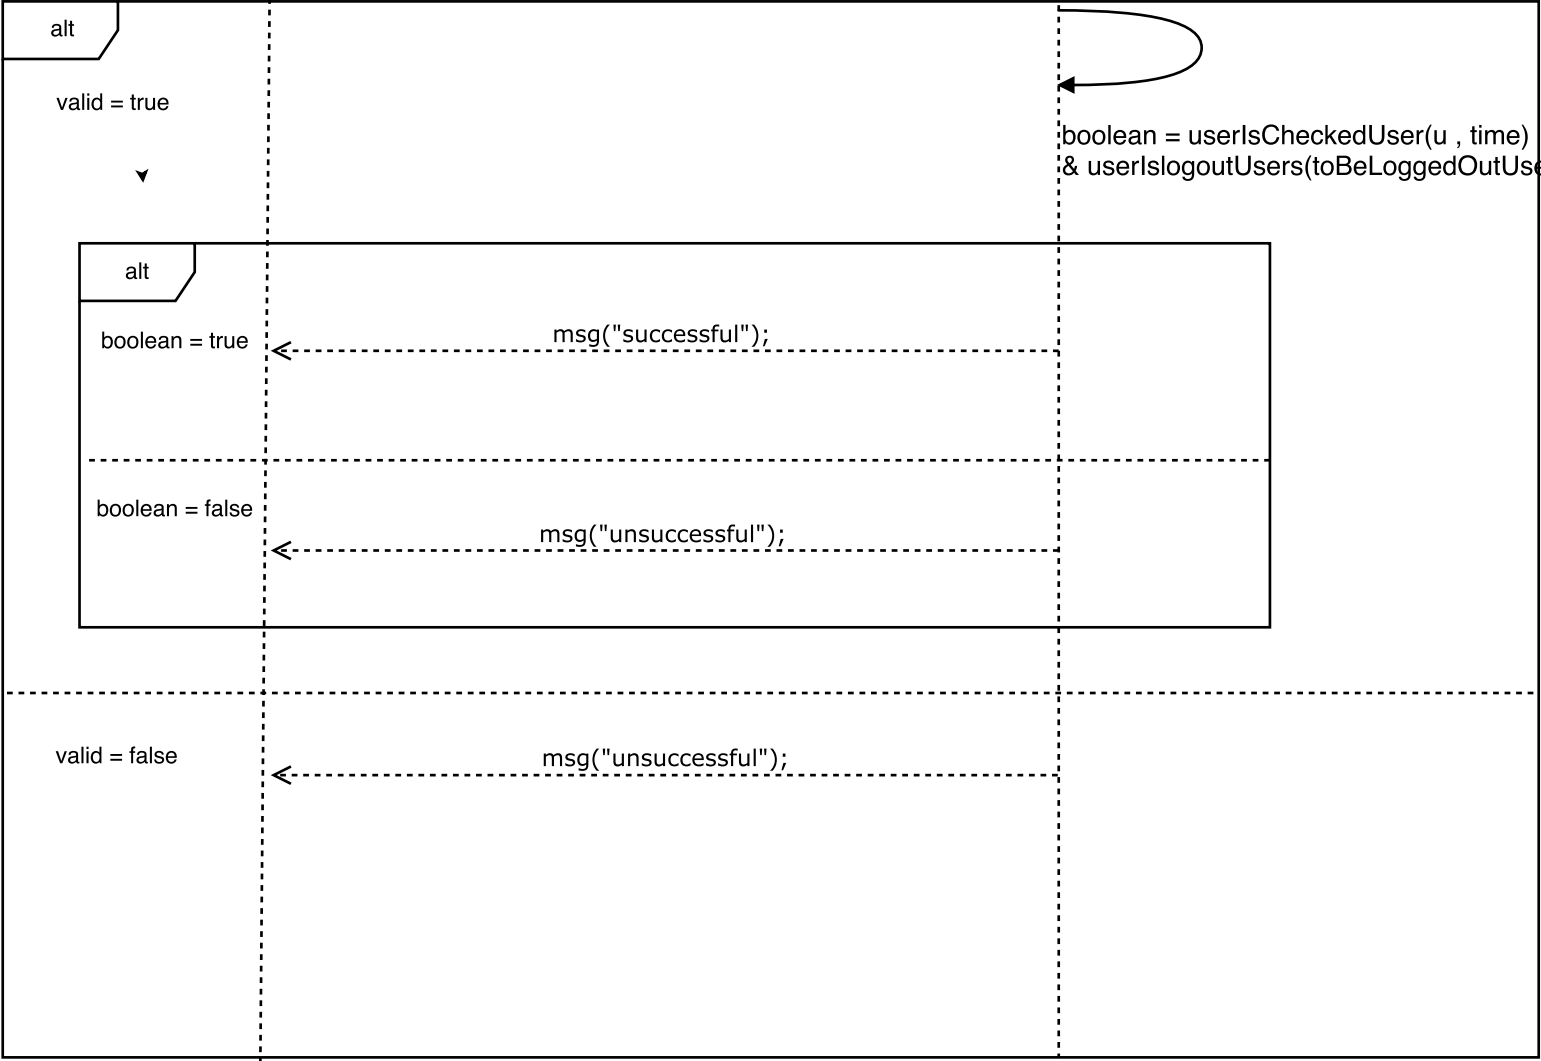 alt
valid = true
boolean = userIsCheckedUser(u , time)
& userIslogoutUsers(toBeLoggedOutUse
alt
boolean = true
msg("successful");
boolean = false
msg("unsuccessful");
valid = false
msg("unsuccessful");